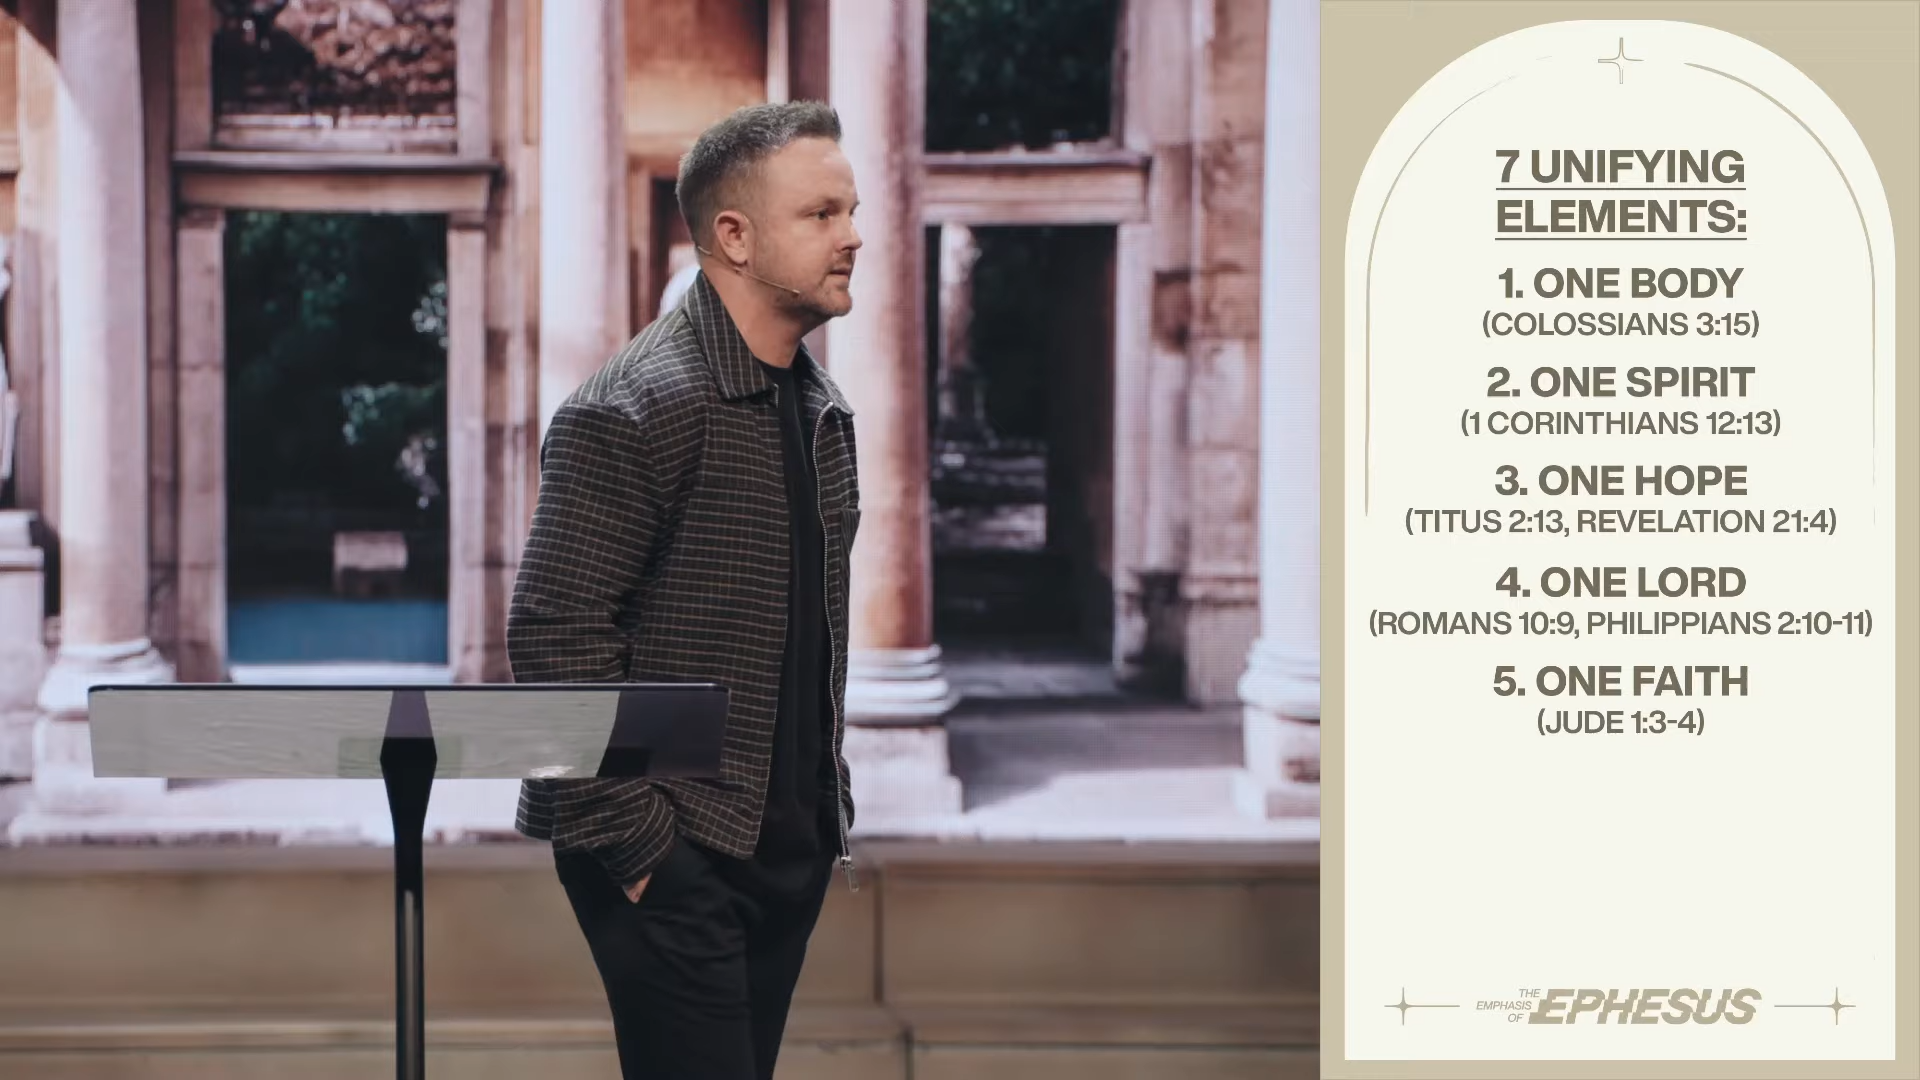 7 UNIFYING
ELEMENTS:
1. ONE BODY
(COLOSSIANS 3:15)
2. ONE SPIRIT
(1 CORINTHIANS 12:13)
3. ONE HOPE
(TITUS 2:13, REVELATION 21:4)
4. ONE LORD
(ROMANS 10:9, PHILIPPIANS 2:10-11)
5. ONE FAITH
(JUDE 1:3-4)
THE
EMPHASIS
OF
EPHESUS